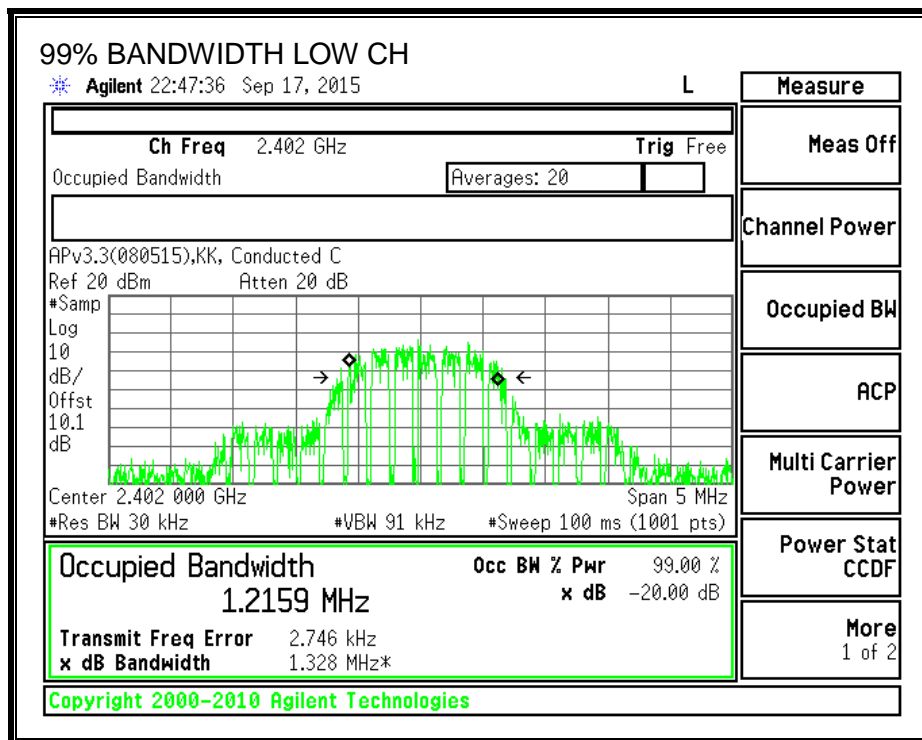 99% BANDWIDTH LOW CH
Agilent 22:47:36 Sep 17, 2015 L
Ch Freq 2.402 GHz Trig Free
Occupied Bandwidth Averages: 20
APv3.3(080515),KK, Conducted C
Ref 20 dBm Atten 20 dB
#Samp
Log
10
dB/
Offst
10.1
dB
Center 2.402 000 GHz Span 5 MHz
#Res BW 30 kHz #VBW 91 kHz #Sweep 100 ms (1001 pts)
Occupied Bandwidth Occ BW % Pwr 99.00 %
1.2159 MHz x dB -20.00 dB
Transmit Freq Error 2.746 kHz
x dB Bandwidth 1.328 MHz*
Copyright 2000-2010 Agilent Technologies
Measure
Meas Off
Channel Power
Occupied BW
ACP
Multi Carrier
Power
Power Stat
CCDF
More
1 of 2